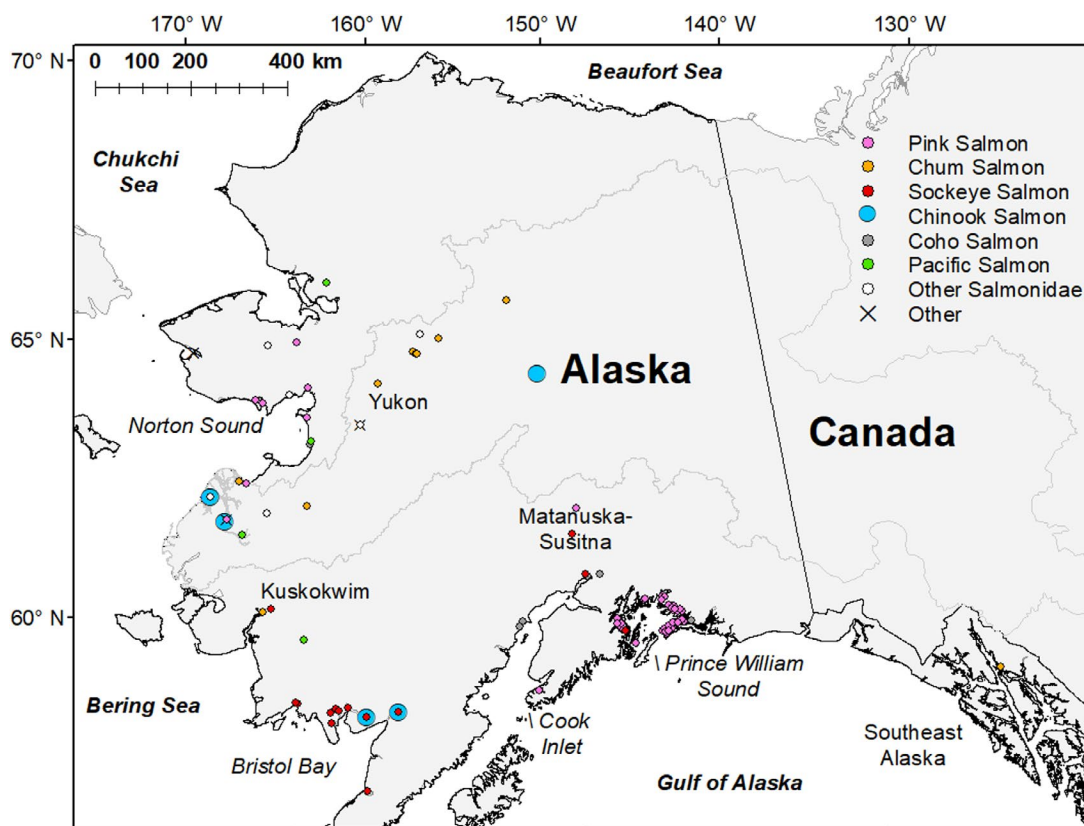 170° W 160° W 150° W 140° W 130° W
70° N
0 100 200 400 km
Beaufort Sea
Chukchi
Sea
Pink Salmon
Chum Salmon
Sockeye Salmon
Chinook Salmon
Coho Salmon
Pacific Salmon
Other Salmonidae
Other
65° N
Alaska
Yukon
Norton Sound
Canada
Matanuska-
Susitna
Kuskokwim
60° N
\ Prince William
Sound
Bering Sea
\ Cook
Inlet
Southeast
Alaska
Bristol Bay
Gulf of Alaska